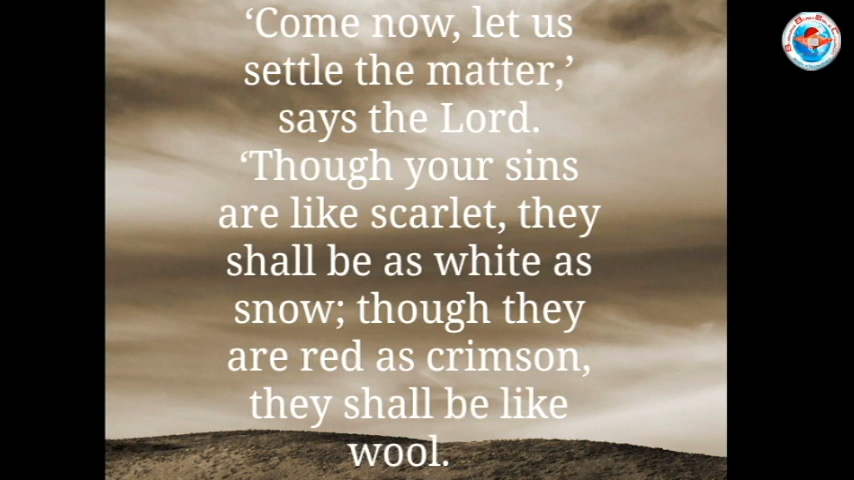 ‘Come now, let us
settle the matter,’
says the Lord.
‘Though your sins
are like scarlet, they
shall be as white as
snow; though they
are red as crimson,
they shall be like
wool.